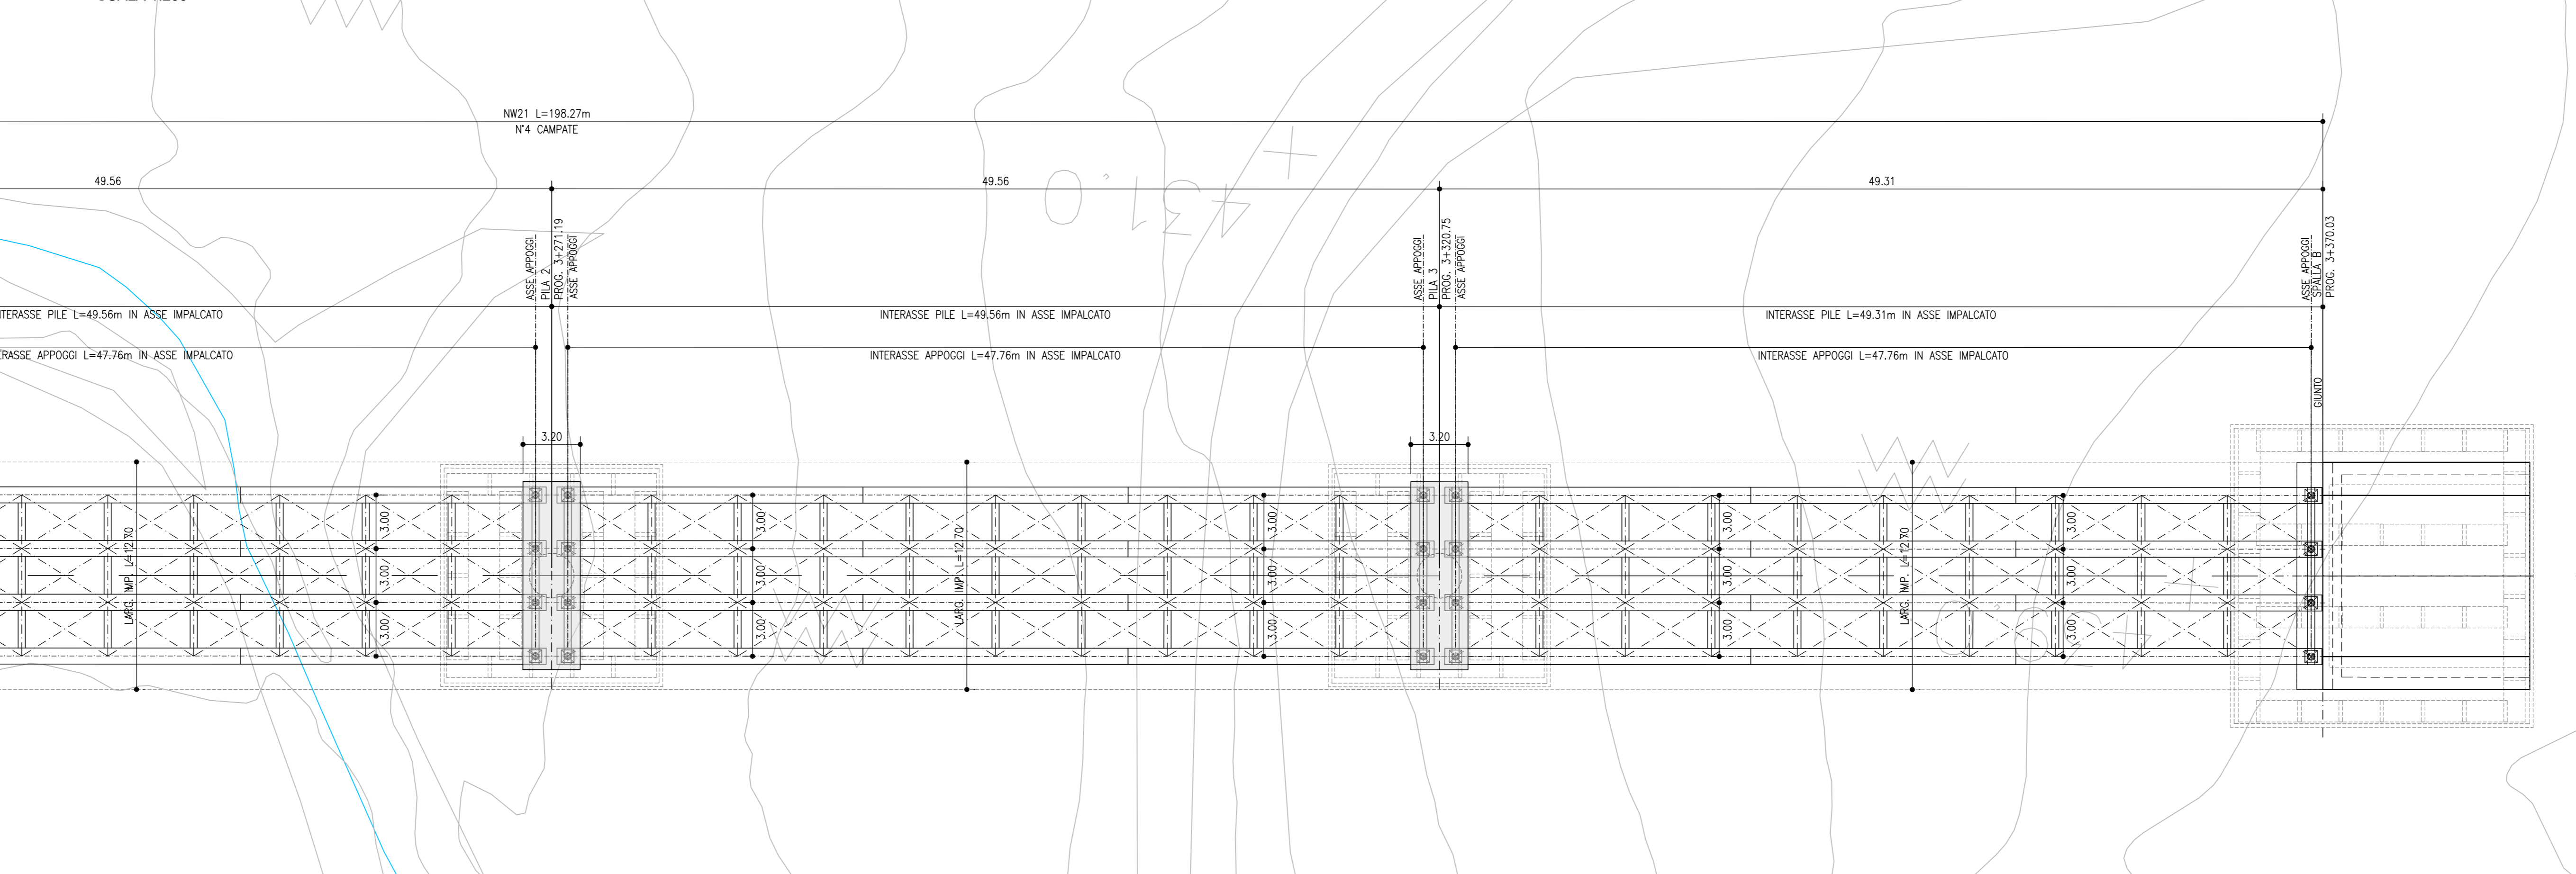 NW21 L=198.27m
N°4 CAMPATE
49.56
49.56
49.31
431.0
ASSE APPOGGI
PILA 2
PROG. 3+271.19
ASSE APPOGGI
ASSE APPOGGI
PILA 3
PROG. 3+320.75
ASSE APPOGGI
ASSE APPOGGI
SPALLA B
PROG. 3+370.03
TERASSE PILE L=49.56m IN ASSE IMPALCATO
INTERASSE PILE L=49.56m IN ASSE IMPALCATO
INTERASSE PILE L=49.31m IN ASSE IMPALCATO
RASSE APPOGGI L=47.76m IN ASSE IMPALCATO
INTERASSE APPOGGI L=47.76m IN ASSE IMPALCATO
INTERASSE APPOGGI L=47.76m IN ASSE IMPALCATO
GIUNTO
3.20
3.20
LARG. IMP. L=12.70
3.00
3.00
3.00
3.00
3.00
3.00
LARG. IMP. L=12.70
3.00
3.00
3.00
3.00
3.00
3.00
LARG. IMP. L=12.70
3.00
3.00
3.00